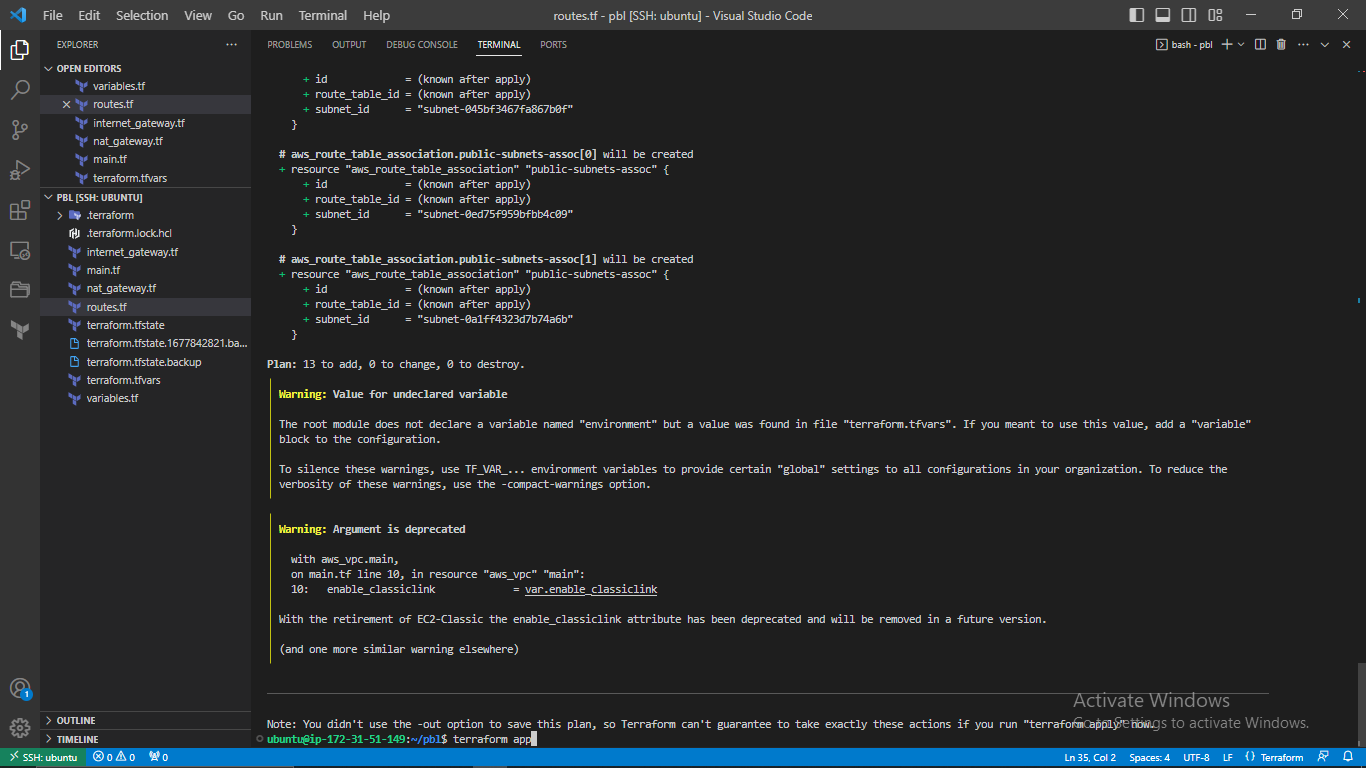 File Edit Selection View Go Run Terminal Help
routes.tf - pbl [SSH: ubuntu] - Visual Studio Code
EXPLORER
OPEN EDITORS
variables.tf
routes.tf
internet_gateway.tf
nat_gateway.tf
main.tf
terraform.tfvars
PBL [SSH: UBUNTU]
.terraform
.terraform.lock.hcl
internet_gateway.tf
main.tf
nat_gateway.tf
routes.tf
terraform.tfstate
terraform.tfstate.1677842821.ba...
terraform.tfstate.backup
terraform.tfvars
variables.tf
OUTLINE
TIMELINE
PROBLEMS OUTPUT DEBUG CONSOLE TERMINAL PORTS
bash - pbl
+ id = (known after apply)
+ route_table_id = (known after apply)
+ subnet_id = "subnet-045bf3467fa867b0f"
}
# aws_route_table_association.public-subnets-assoc[0] will be created
+ resource "aws_route_table_association" "public-subnets-assoc" {
+ id = (known after apply)
+ route_table_id = (known after apply)
+ subnet_id = "subnet-0ed75f959bfbb4c09"
}
# aws_route_table_association.public-subnets-assoc[1] will be created
+ resource "aws_route_table_association" "public-subnets-assoc" {
+ id = (known after apply)
+ route_table_id = (known after apply)
+ subnet_id = "subnet-0a1ff4323d7b74a6b"
}
Plan: 13 to add, 0 to change, 0 to destroy.
Warning: Value for undeclared variable
The root module does not declare a variable named "environment" but a value was found in file "terraform.tfvars". If you meant to use this value, add a "variable"
block to the configuration.
To silence these warnings, use TF_VAR_... environment variables to provide certain "global" settings to all configurations in your organization. To reduce the
verbosity of these warnings, use the -compact-warnings option.
Warning: Argument is deprecated
with aws_vpc.main,
on main.tf line 10, in resource "aws_vpc" "main":
10: enable_classiclink = var.enable_classiclink
With the retirement of EC2-Classic the enable_classiclink attribute has been deprecated and will be removed in a future version.
(and one more similar warning elsewhere)
Note: You didn't use the -out option to save this plan, so Terraform can't guarantee to take exactly these actions if you run "terraform apply" now.
ubuntu@ip-172-31-51-149:~/pbl$ terraform app
Activate Windows
Go to Settings to activate Windows.
1
SSH: ubuntu 0 0 0 Ln 35, Col 2 Spaces: 4 UTF-8 LF {} Terraform